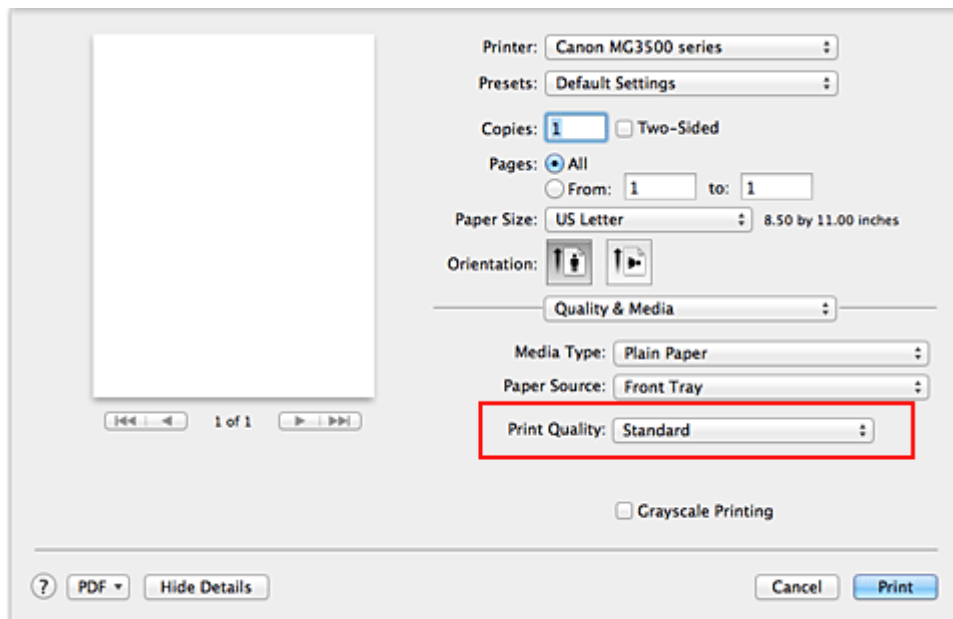 Printer: Canon MG3500 series
Presets: Default Settings
Copies: 1 Two-Sided
Pages: All
From: 1 to: 1
Paper Size: US Letter 8.50 by 11.00 inches
Orientation:
Quality & Media
Media Type: Plain Paper
Paper Source: Front Tray
1 of 1
Print Quality: Standard
Grayscale Printing
? PDF Hide Details Cancel Print